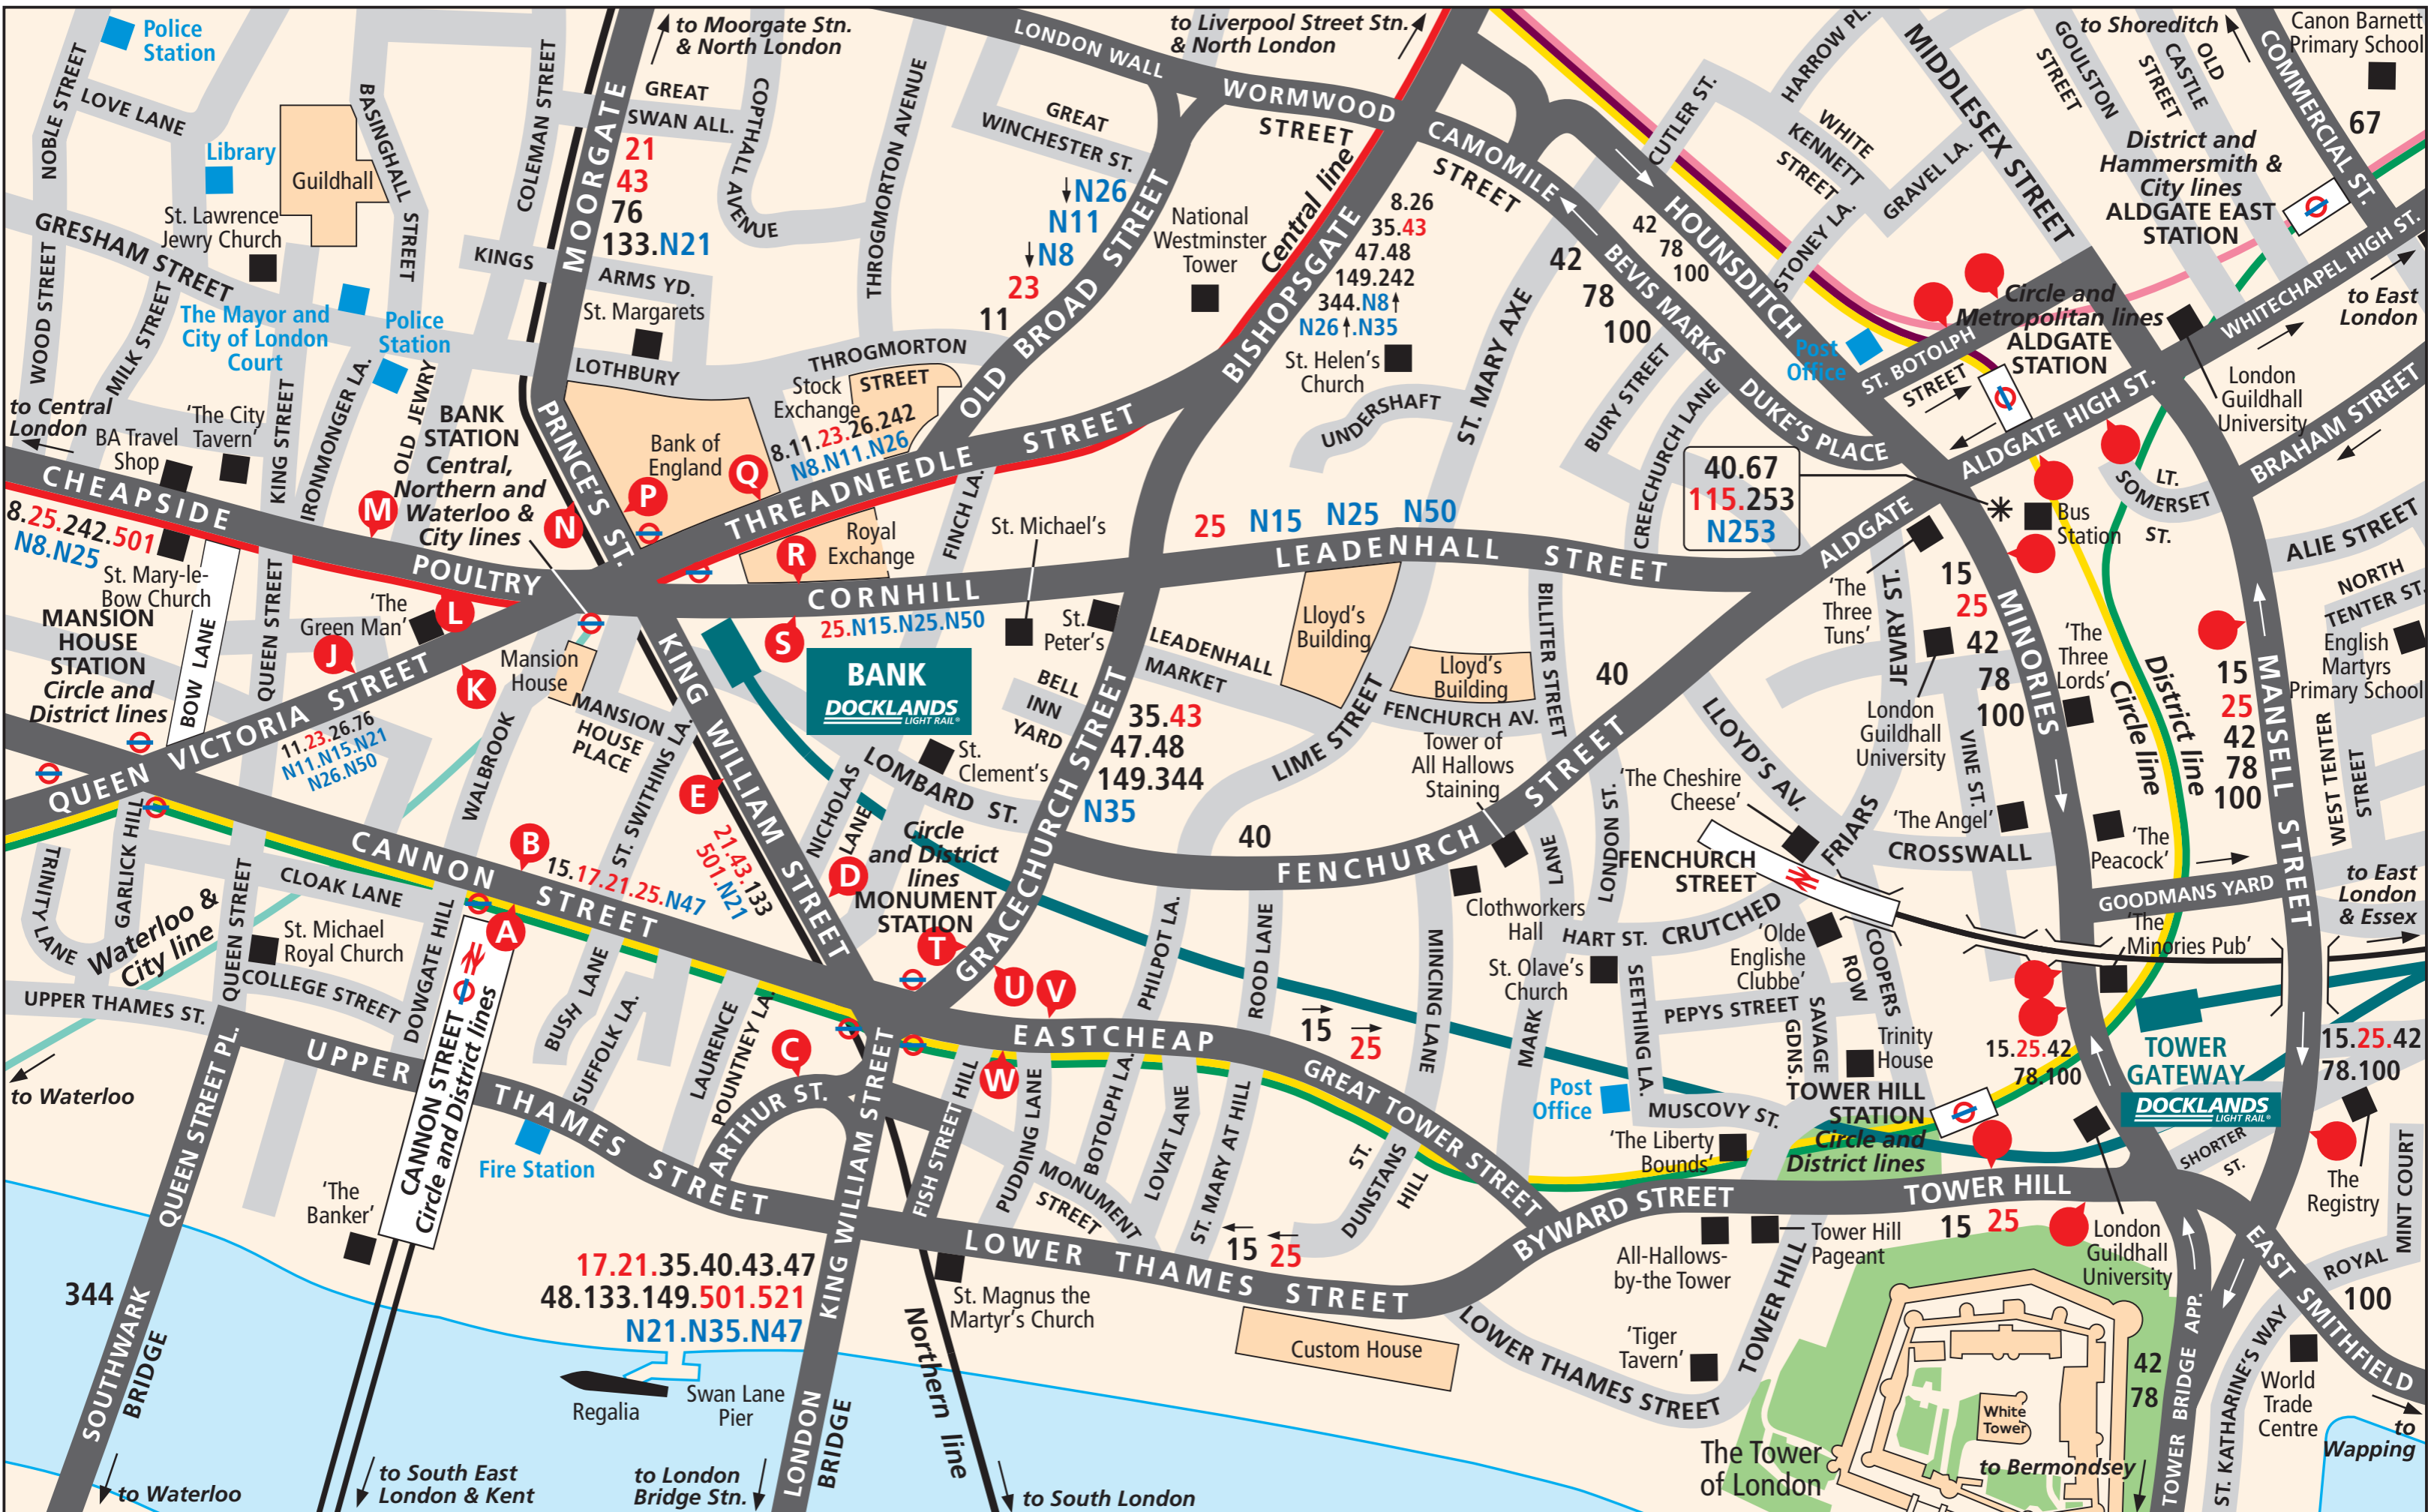 Police
Station
to Moorgate Stn.
& North London
LONDON WALL
to Liverpool Street Stn.
& North London
HARROW PL.
MIDDLESEX STREET
GOULSTON
STREET
to Shoreditch
OLD
CASTLE
STREET
COMMERCIAL ST.
Canon Barnett
Primary School
67
NOBLE STREET
LOVE LANE
BASINGHALL STREET
COLEMAN STREET
MOORGATE
GREAT
SWAN ALL.
COPTHALL AVENUE
THROGMORTON AVENUE
GREAT
WINCHESTER ST.
WORMWOOD
STREET
CAMOMILE
STREET
CUTLER ST.
WHITE
KENNETT
STREET
GRAVEL LA.
STONEY LA.
District and
Hammersmith &
City lines
ALDGATE EAST
STATION
Library
Guildhall
21
43
76
133.N21
N26
N11
N8
23
11
National
Westminster
Tower
Central line
BISHOPSGATE
8.26
35.43
47.48
149.242
344.N8
N26.N35
42
78
100
HOUNSDITCH
42
78
100
BEVIS MARKS
St. Lawrence
Jewry Church
GRESHAM STREET
WOOD STREET
MILK STREET
KINGS
ARMS YD.
St. Margarets
LOTHBURY
The Mayor and
City of London
Court
Police
Station
THROGMORTON
STREET
Stock
Exchange
OLD BROAD STREET
St. Helen's
Church
UNDERSHAFT
ST. MARY AXE
BURY STREET
CREECHURCH LANE
DUKE'S PLACE
Post
Office
ST. BOTOLPH
STREET
Circle and
Metropolitan lines
ALDGATE
STATION
WHITECHAPEL HIGH ST.
to East
London
London
Guildhall
University
BRAHAM STREET
ALDGATE HIGH ST.
to Central
London
BA Travel
Shop
'The City
Tavern'
KING STREET
IRONMONGER LA.
OLD JEWRY
BANK
STATION
Central,
Northern and
Waterloo &
City lines
PRINCE'S ST.
Bank of
England
8.11.23.26.242
N8.N11.N26
Q
P
N
M
THREADNEEDLE STREET
FINCH LA.
Royal
Exchange
R
St. Michael's
25 N15 N25 N50
LEADENHALL STREET
40.67
115.253
N253
ALDGATE
Bus
Station
LT.
SOMERSET
ST.
ALIE STREET
NORTH
TENTER ST.
CHEAPSIDE
8.25.242.501
N8.N25
St. Mary-le-
Bow Church
POULTRY
CORNHILL
25.N15.N25.N50
S
St.
Peter's
LEADENHALL
MARKET
Lloyd's
Building
Lloyd's
Building
FENCHURCH AV.
BILLITER STREET
40
'The
Three
Tuns'
JEWRY ST.
15
25
42
78
100
MINORIES
'The
Three
Lords'
Circle line
District line
15
25
42
78
100
MANSELL STREET
English
Martyrs
Primary School
WEST TENTER
STREET
MANSION
HOUSE
STATION
Circle and
District lines
BOW LANE
QUEEN STREET
'The
Green Man'
L
J
K
Mansion
House
MANSION
HOUSE
PLACE
KING WILLIAM STREET
BANK
DOCKLANDS
LIGHT RAIL®
BELL
INN
YARD
35.43
47.48
149.344
N35
GRACECHURCH STREET
LIME STREET
Tower of
All Hallows
Staining
LLOYD'S AV.
London
Guildhall
University
VINE ST.
QUEEN VICTORIA STREET
11.23.26.76
N11.N15.N21
N26.N50
WALBROOK
ST. SWITHINS LA.
E
21.43.133
501.N21
NICHOLAS
LANE
LOMBARD ST.
St.
Clement's
Circle
and District
lines
MONUMENT
STATION
D
40
FENCHURCH STREET
'The Cheshire
Cheese'
FENCHURCH
STREET
LONDON ST.
FRIARS
CROSSWALL
'The Angel'
'The
Peacock'
GOODMANS YARD
to East
London
& Essex
TRINITY LANE
GARLICK HILL
CANNON STREET
B
15.17.21.25.N47
CLOAK LANE
A
Waterloo &
City line
QUEEN STREET
St. Michael
Royal Church
COLLEGE STREET
DOWGATE HILL
BUSH LANE
SUFFOLK LA.
LAURENCE
POUNTNEY LA.
T
U
V
C
W
EASTCHEAP
PHILPOT LA.
ROOD LANE
MINCING LANE
Clothworkers
Hall
MARK LANE
HART ST.
CRUTCHED
St. Olave's
Church
SEETHING LA.
PEPYS STREET
'Olde
Englishe
Clubbe'
COOPERS
ROW
SAVAGE
GDNS.
Trinity
House
'The
Minories Pub'
UPPER THAMES ST.
QUEEN STREET PL.
UPPER THAMES STREET
to Waterloo
CANNON STREET
Circle and District lines
Fire Station
ARTHUR ST.
KING WILLIAM STREET
FISH STREET HILL
PUDDING LANE
BOTOLPH LA.
LOVAT LANE
ST. MARY AT HILL
MONUMENT
STREET
15
25
GREAT TOWER STREET
ST.
DUNSTANS
HILL
Post
Office
MUSCOVY ST.
'The Liberty
Bounds'
TOWER HILL
STATION
Circle and
District lines
15.25.42
78.100
TOWER
GATEWAY
DOCKLANDS
LIGHT RAIL®
15.25.42
78.100
SHORTER
ST.
The
Registry
MINT COURT
ROYAL
'The
Banker'
344
SOUTHWARK
BRIDGE
to Waterloo
17.21.35.40.43.47
48.133.149.501.521
N21.N35.N47
St. Magnus the
Martyr's Church
LOWER THAMES STREET
15
25
BYWARD STREET
TOWER HILL
15 25
All-Hallows-
by-the Tower
Tower Hill
Pageant
London
Guildhall
University
EAST SMITHFIELD
100
Regalia
Swan Lane
Pier
LONDON
BRIDGE
Northern line
Custom House
LOWER THAMES STREET
'Tiger
Tavern'
TOWER HILL
White
Tower
The Tower
of London
42
78
TOWER BRIDGE APP.
ST. KATHARINE'S WAY
World
Trade
Centre
to
Wapping
to South East
London & Kent
to London
Bridge Stn.
to South London
to Bermondsey